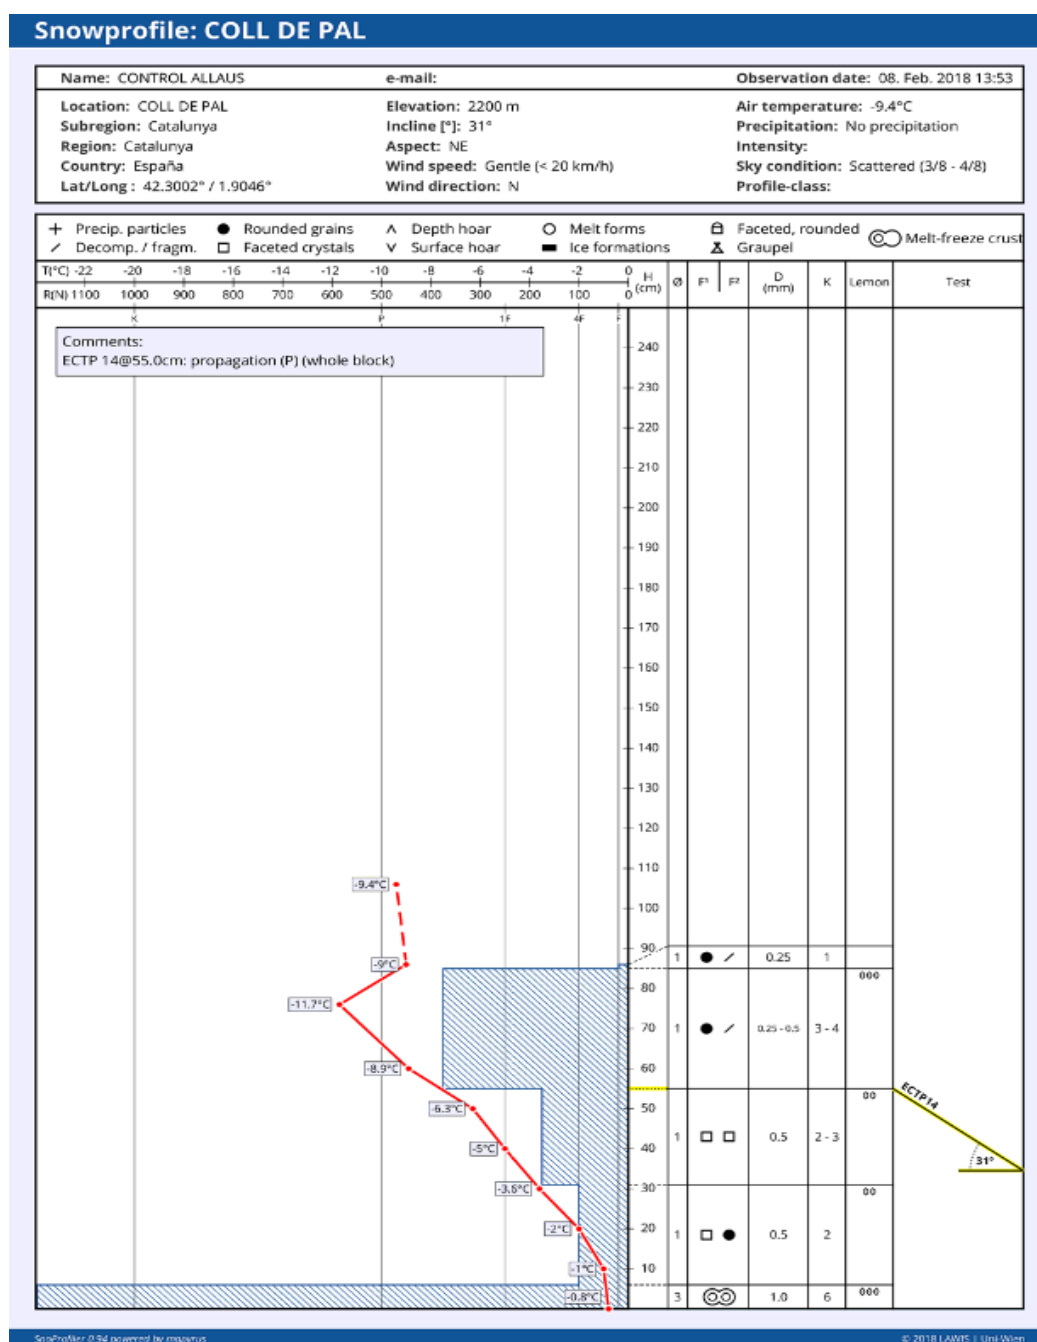 Snowprofile: COLL DE PAL
Name: CONTROL ALLAUS e-mail: Observation date: 08. Feb. 2018 13:53
Location: COLL DE PAL Elevation: 2200 m Air temperature: -9.4°C
Subregion: Catalunya Incline [°]: 31° Precipitation: No precipitation
Region: Catalunya Aspect: NE Intensity:
Country: España Wind speed: Gentle (< 20 km/h) Sky condition: Scattered (3/8 - 4/8)
Lat/Long : 42.3002° / 1.9046° Wind direction: N Profile-class:
Precip. particles Rounded grains Depth hoar Melt forms Faceted, rounded Melt-freeze crust
Decomp. / fragm. Faceted crystals Surface hoar Ice formations Graupel
T(°C) -22 -20 -18 -16 -14 -12 -10 -8 -6 -4 -2 0 H (cm) Ø F¹ F² D (mm) K Lemon Test
R(N) 1100 1000 900 800 700 600 500 400 300 200 100 0
K P 1F 4F F
Comments:
ECTP 14@55.0cm: propagation (P) (whole block)
240
230
220
210
200
190
180
170
160
150
140
130
120
110
-9.4°C
100
90
-9°C 1 0.25 1
000
80
-11.7°C
70 1 0.25 - 0.5 3 - 4
-8.9°C 60
00 ECTP14
-6.3°C 50
1 0.5 2 - 3
-5°C 40
31°
-3.6°C 30 00
-2°C 20 1 0.5 2
-1°C 10
-0.8°C 3 1.0 6 000
SnoProfiler 0.94 powered by mapyrus © 2018 LAWIS | Uni Wien